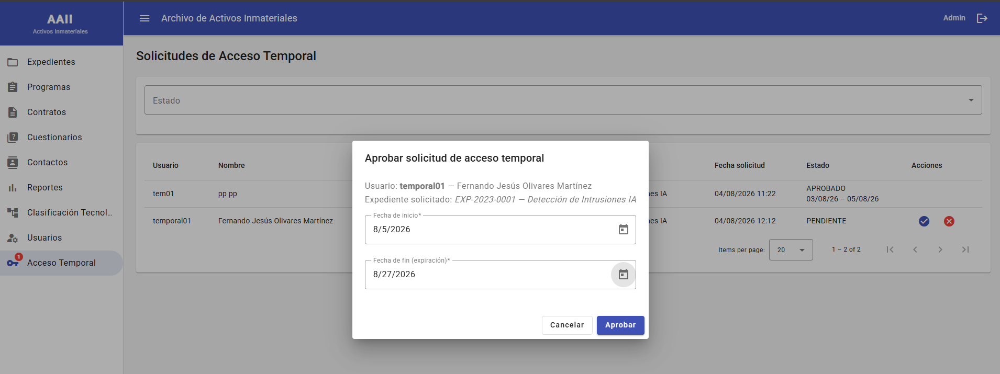 AAII
Activos Inmateriales
Archivo de Activos Inmateriales
Admin
Expedientes
Programas
Contratos
Cuestionarios
Contactos
Reportes
Clasificación Tecnol...
Usuarios
1
Acceso Temporal
Solicitudes de Acceso Temporal
Estado
Usuario Nombre Fecha solicitud Estado Acciones
tem01 pp pp IA 04/08/2026 11:22 APROBADO
03/08/26 – 05/08/26
temporal01 Fernando Jesús Olivares Martínez IA 04/08/2026 12:12 PENDIENTE
Items per page: 20 1 – 2 of 2
Aprobar solicitud de acceso temporal
Usuario: temporal01 — Fernando Jesús Olivares Martínez
Expediente solicitado: EXP-2023-0001 — Detección de Intrusiones IA
Fecha de inicio*
8/5/2026
Fecha de fin (expiración)*
8/27/2026
Cancelar Aprobar